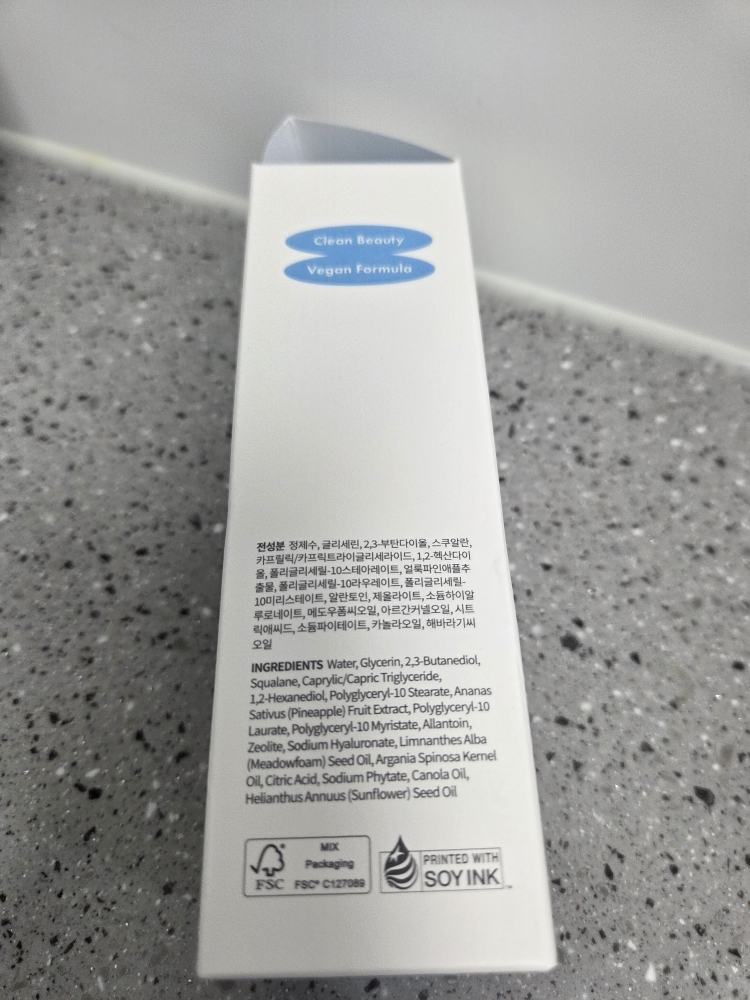 Clean Beauty
Vegan Formula
전성분 정제수, 글리세린, 2,3-부탄다이올, 스쿠알란,
카프릴릭/카프릭트라이글리세라이드, 1,2-헥산다이
올, 폴리글리세릴-10스테아레이트, 얼룩파인애플추
출물, 폴리글리세릴-10라우레이트, 폴리글리세릴-
10미리스테이트, 알란토인, 제올라이트, 소듐하이알
루로네이트, 메도우폼씨오일, 아르간커넬오일, 시트
릭애씨드, 소듐파이테이트, 카놀라오일, 해바라기씨
오일
INGREDIENTS Water, Glycerin, 2,3-Butanediol,
Squalane, Caprylic/Capric Triglyceride,
1,2-Hexanediol, Polyglyceryl-10 Stearate, Ananas
Sativus (Pineapple) Fruit Extract, Polyglyceryl-10
Laurate, Polyglyceryl-10 Myristate, Allantoin,
Zeolite, Sodium Hyaluronate, Limnanthes Alba
(Meadowfoam) Seed Oil, Argania Spinosa Kernel
Oil, Citric Acid, Sodium Phytate, Canola Oil,
Helianthus Annuus (Sunflower) Seed Oil
MIX
Packaging
FSC FSC® C127089
PRINTED WITH
SOY INK™